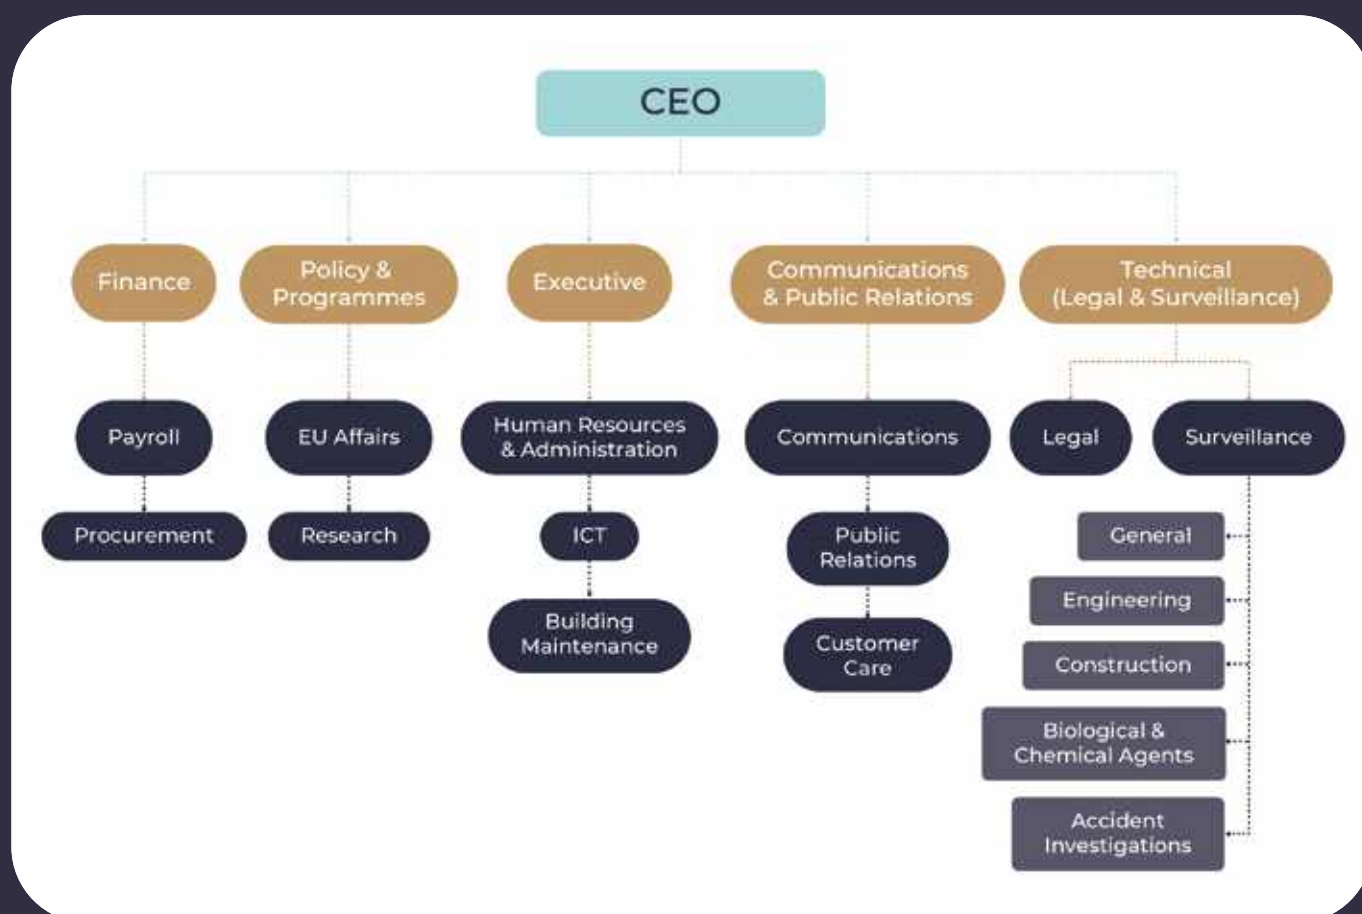 CEO
Finance
Policy &
Programmes
Executive
Communications
& Public Relations
Technical
(Legal & Surveillance)
Payroll
EU Affairs
Human Resources
& Administration
Communications
Legal
Surveillance
Procurement
Research
ICT
Public
Relations
General
Engineering
Building
Maintenance
Customer
Care
Construction
Biological &
Chemical Agents
Accident
Investigations